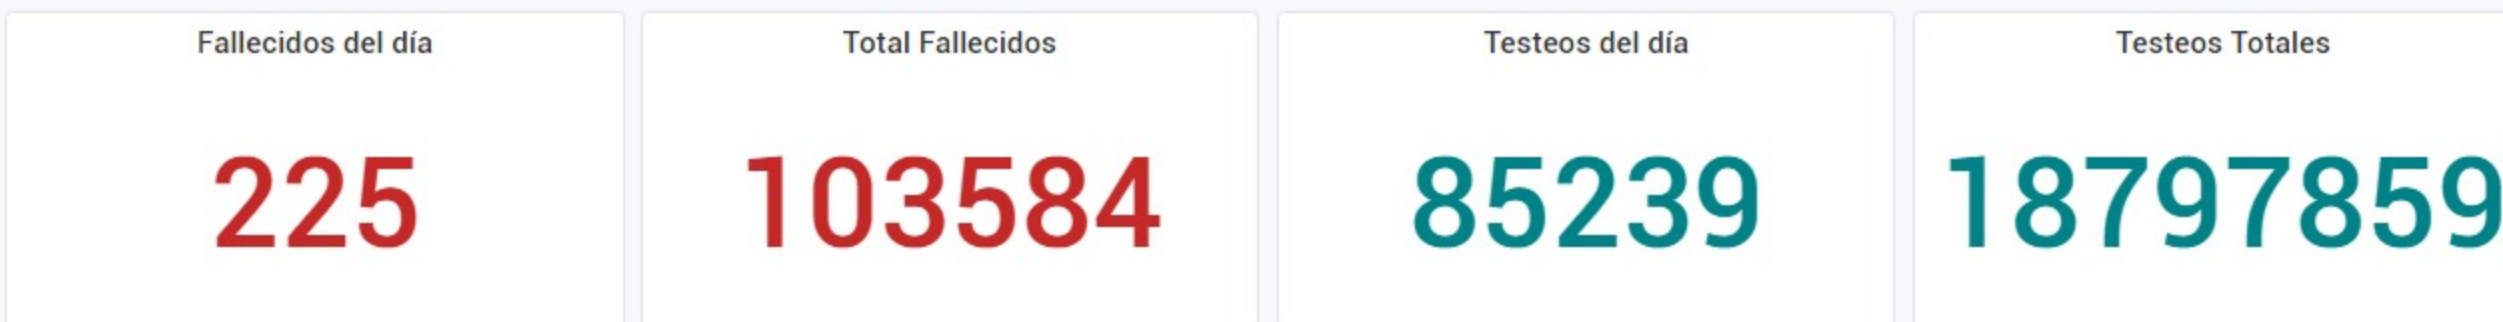 Fallecidos del día
225
Total Fallecidos
103584
Testeos del día
85239
Testeos Totales
18797859